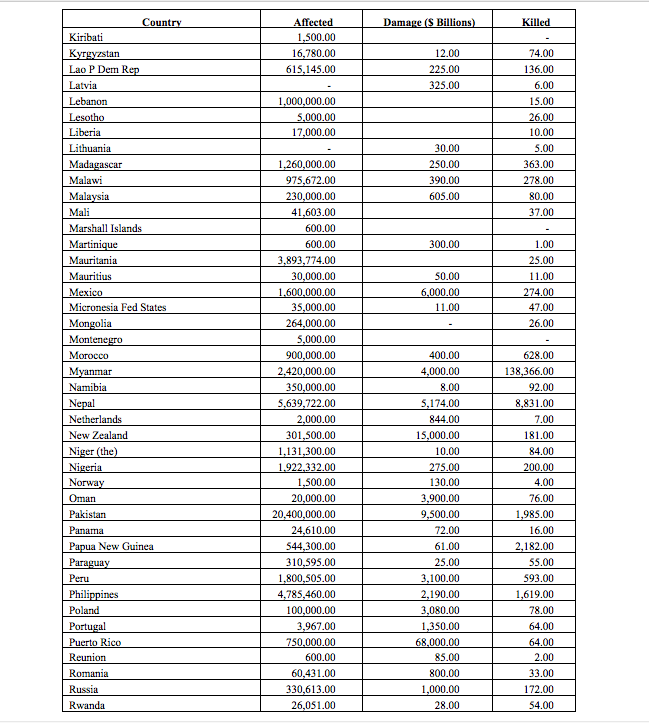 Country Affected Damage ($ Billions) Killed
Kiribati 1,500.00 -
Kyrgyzstan 16,780.00 12.00 74.00
Lao P Dem Rep 615,145.00 225.00 136.00
Latvia - 325.00 6.00
Lebanon 1,000,000.00 15.00
Lesotho 5,000.00 26.00
Liberia 17,000.00 10.00
Lithuania - 30.00 5.00
Madagascar 1,260,000.00 250.00 363.00
Malawi 975,672.00 390.00 278.00
Malaysia 230,000.00 605.00 80.00
Mali 41,603.00 37.00
Marshall Islands 600.00 -
Martinique 600.00 300.00 1.00
Mauritania 3,893,774.00 25.00
Mauritius 30,000.00 50.00 11.00
Mexico 1,600,000.00 6,000.00 274.00
Micronesia Fed States 35,000.00 11.00 47.00
Mongolia 264,000.00 - 26.00
Montenegro 5,000.00 -
Morocco 900,000.00 400.00 628.00
Myanmar 2,420,000.00 4,000.00 138,366.00
Namibia 350,000.00 8.00 92.00
Nepal 5,639,722.00 5,174.00 8,831.00
Netherlands 2,000.00 844.00 7.00
New Zealand 301,500.00 15,000.00 181.00
Niger (the) 1,131,300.00 10.00 84.00
Nigeria 1,922,332.00 275.00 200.00
Norway 1,500.00 130.00 4.00
Oman 20,000.00 3,900.00 76.00
Pakistan 20,400,000.00 9,500.00 1,985.00
Panama 24,610.00 72.00 16.00
Papua New Guinea 544,300.00 61.00 2,182.00
Paraguay 310,595.00 25.00 55.00
Peru 1,800,505.00 3,100.00 593.00
Philippines 4,785,460.00 2,190.00 1,619.00
Poland 100,000.00 3,080.00 78.00
Portugal 3,967.00 1,350.00 64.00
Puerto Rico 750,000.00 68,000.00 64.00
Reunion 600.00 85.00 2.00
Romania 60,431.00 800.00 33.00
Russia 330,613.00 1,000.00 172.00
Rwanda 26,051.00 28.00 54.00